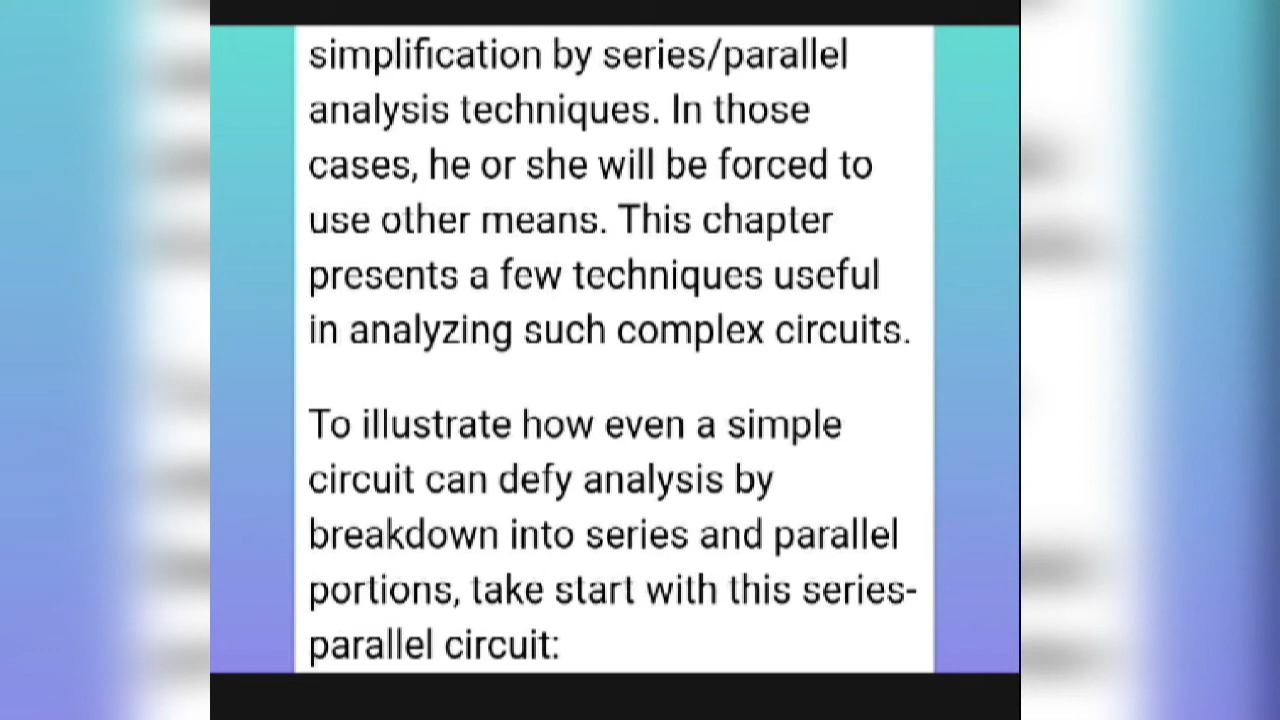 simplification by series/parallel
analysis techniques. In those
cases, he or she will be forced to
use other means. This chapter
presents a few techniques useful
in analyzing such complex circuits.
To illustrate how even a simple
circuit can defy analysis by
breakdown into series and parallel
portions, take start with this series-
parallel circuit: